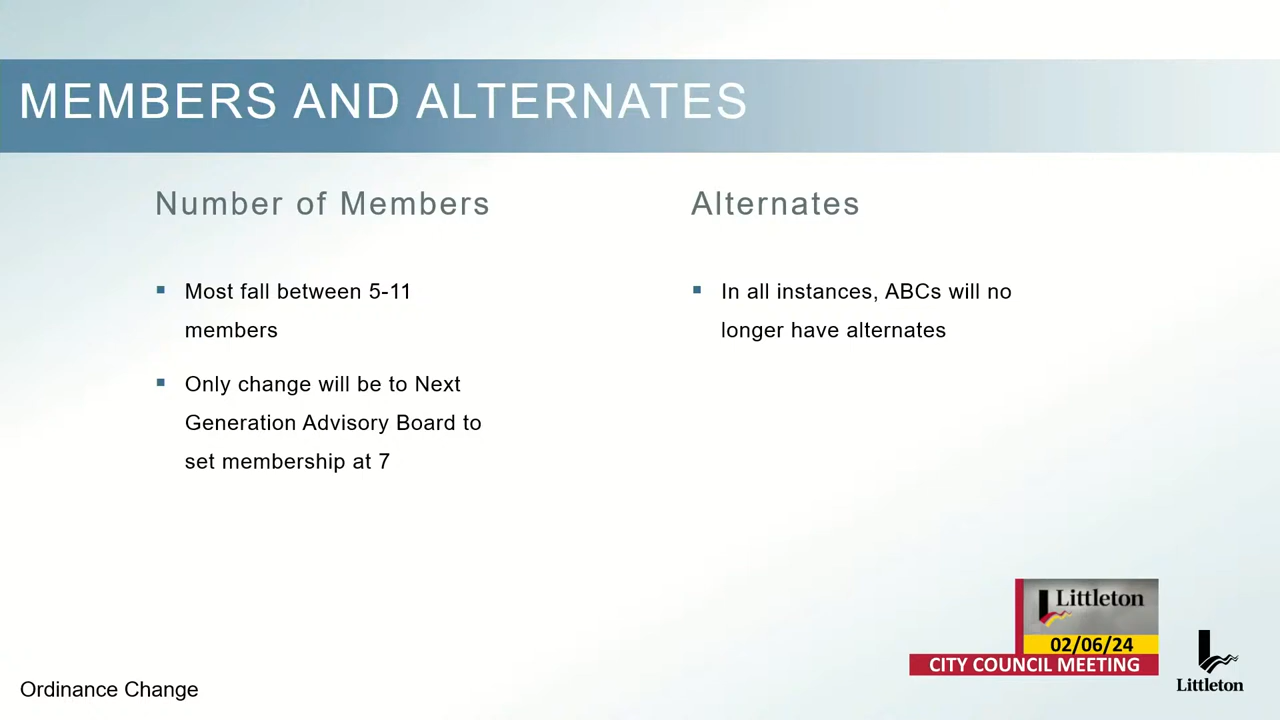 MEMBERS AND ALTERNATES
Number of Members
▪ Most fall between 5-11
members
▪ Only change will be to Next
Generation Advisory Board to
set membership at 7
Alternates
▪ In all instances, ABCs will no
longer have alternates
Littleton
02/06/24
CITY COUNCIL MEETING
Littleton
Ordinance Change